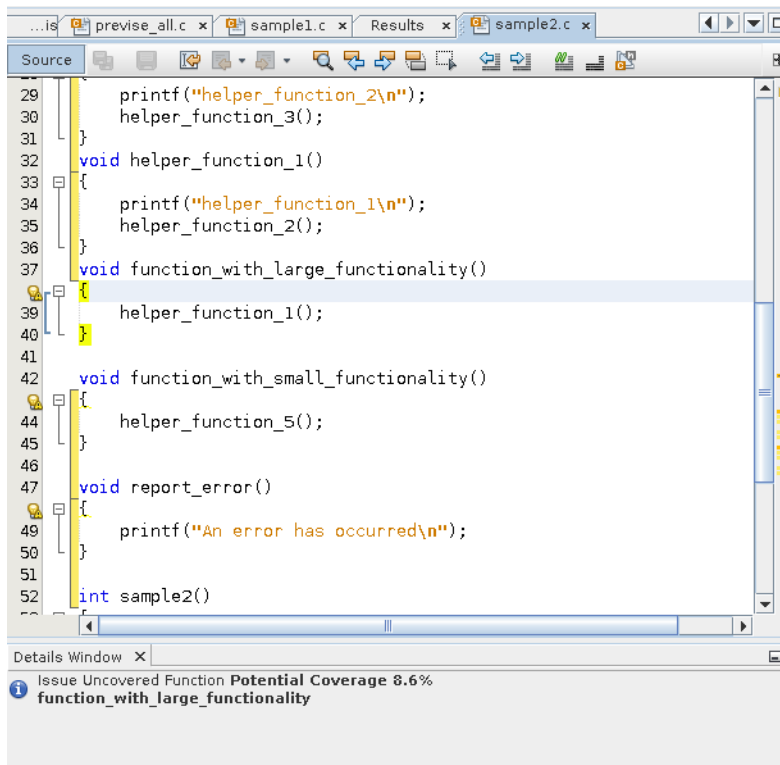 ...is previse_all.c x sample1.c x Results x sample2.c x
Source
29 printf("helper_function_2\n");
30 helper_function_3();
31 }
32 void helper_function_1()
33 {
34 printf("helper_function_1\n");
35 helper_function_2();
36 }
37 void function_with_large_functionality()
{
39 helper_function_1();
40 }
41
42 void function_with_small_functionality()
{
44 helper_function_5();
45 }
46
47 void report_error()
{
49 printf("An error has occurred\n");
50 }
51
52 int sample2()
Details Window X
Issue Uncovered Function Potential Coverage 8.6%
function_with_large_functionality